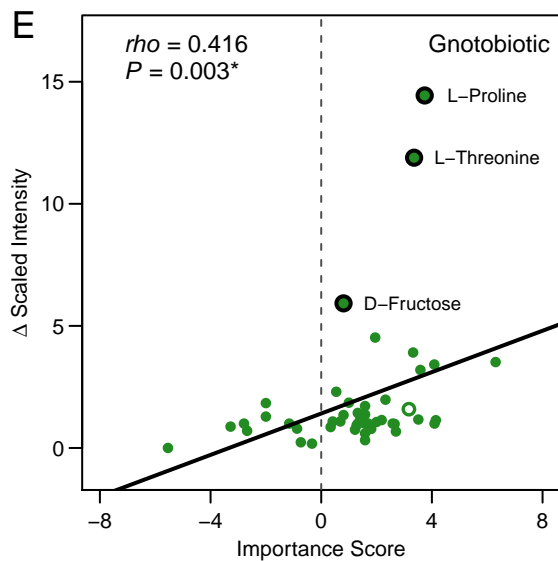 E
rho = 0.416
P = 0.003*
Gnotobiotic
L−Proline
L−Threonine
D−Fructose
Δ Scaled Intensity
15
10
5
0
−8 −4 0 4 8
Importance Score